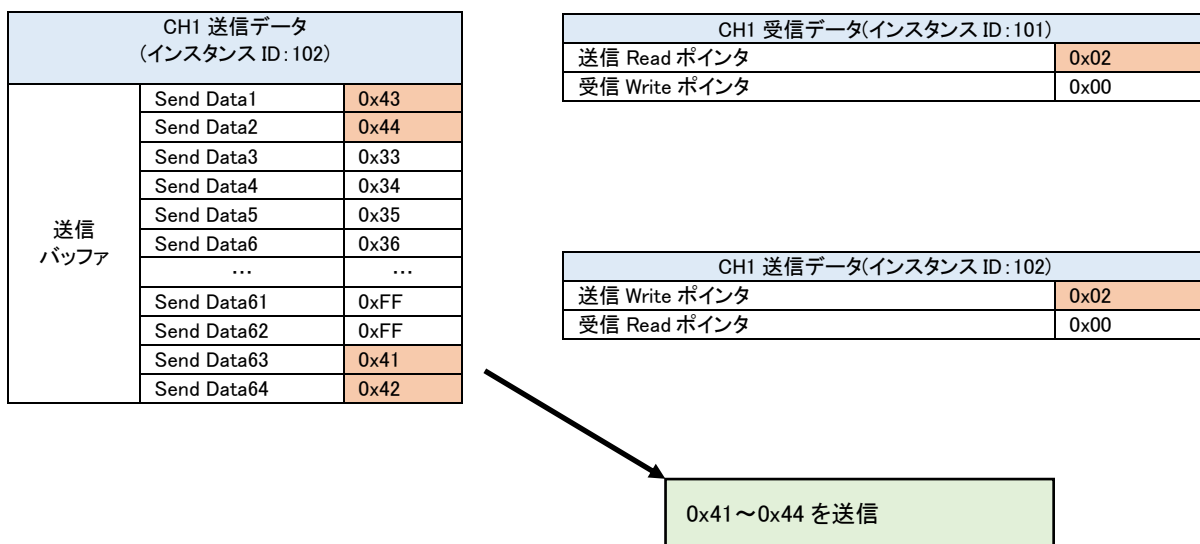 CH1 送信データ
(インスタンス ID:102)
送信
バッファ
Send Data1 0x43
Send Data2 0x44
Send Data3 0x33
Send Data4 0x34
Send Data5 0x35
Send Data6 0x36
… …
Send Data61 0xFF
Send Data62 0xFF
Send Data63 0x41
Send Data64 0x42
CH1 受信データ(インスタンス ID:101)
送信 Read ポインタ 0x02
受信 Write ポインタ 0x00
CH1 送信データ(インスタンス ID:102)
送信 Write ポインタ 0x02
受信 Read ポインタ 0x00
0x41~0x44 を送信